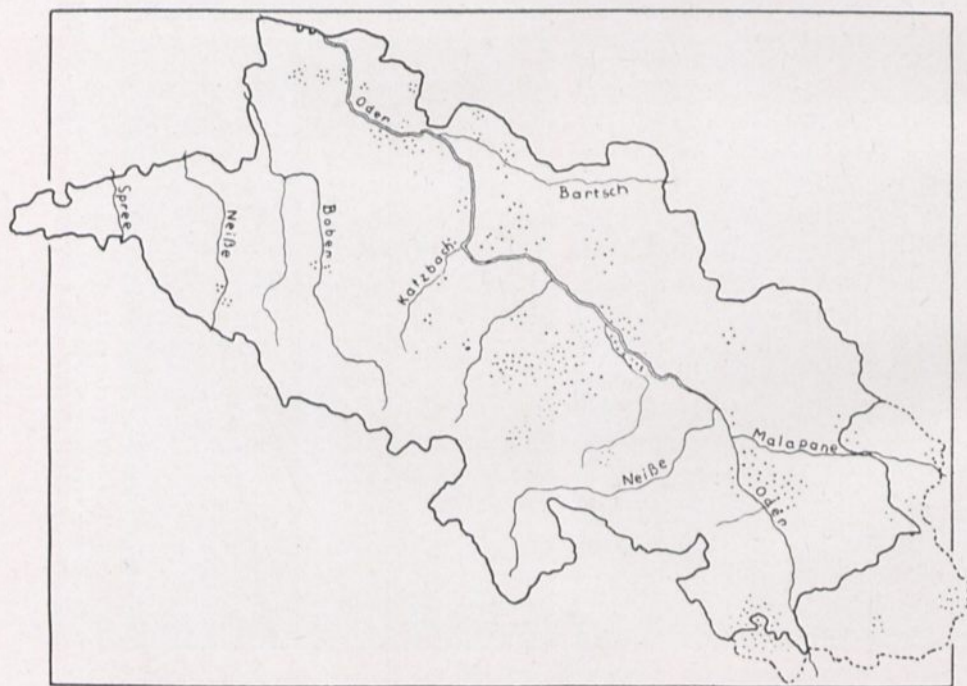 Oder
Bartsch
Spree
Neiße
Bober
Katzbach
Malapane
Neiße
Oder